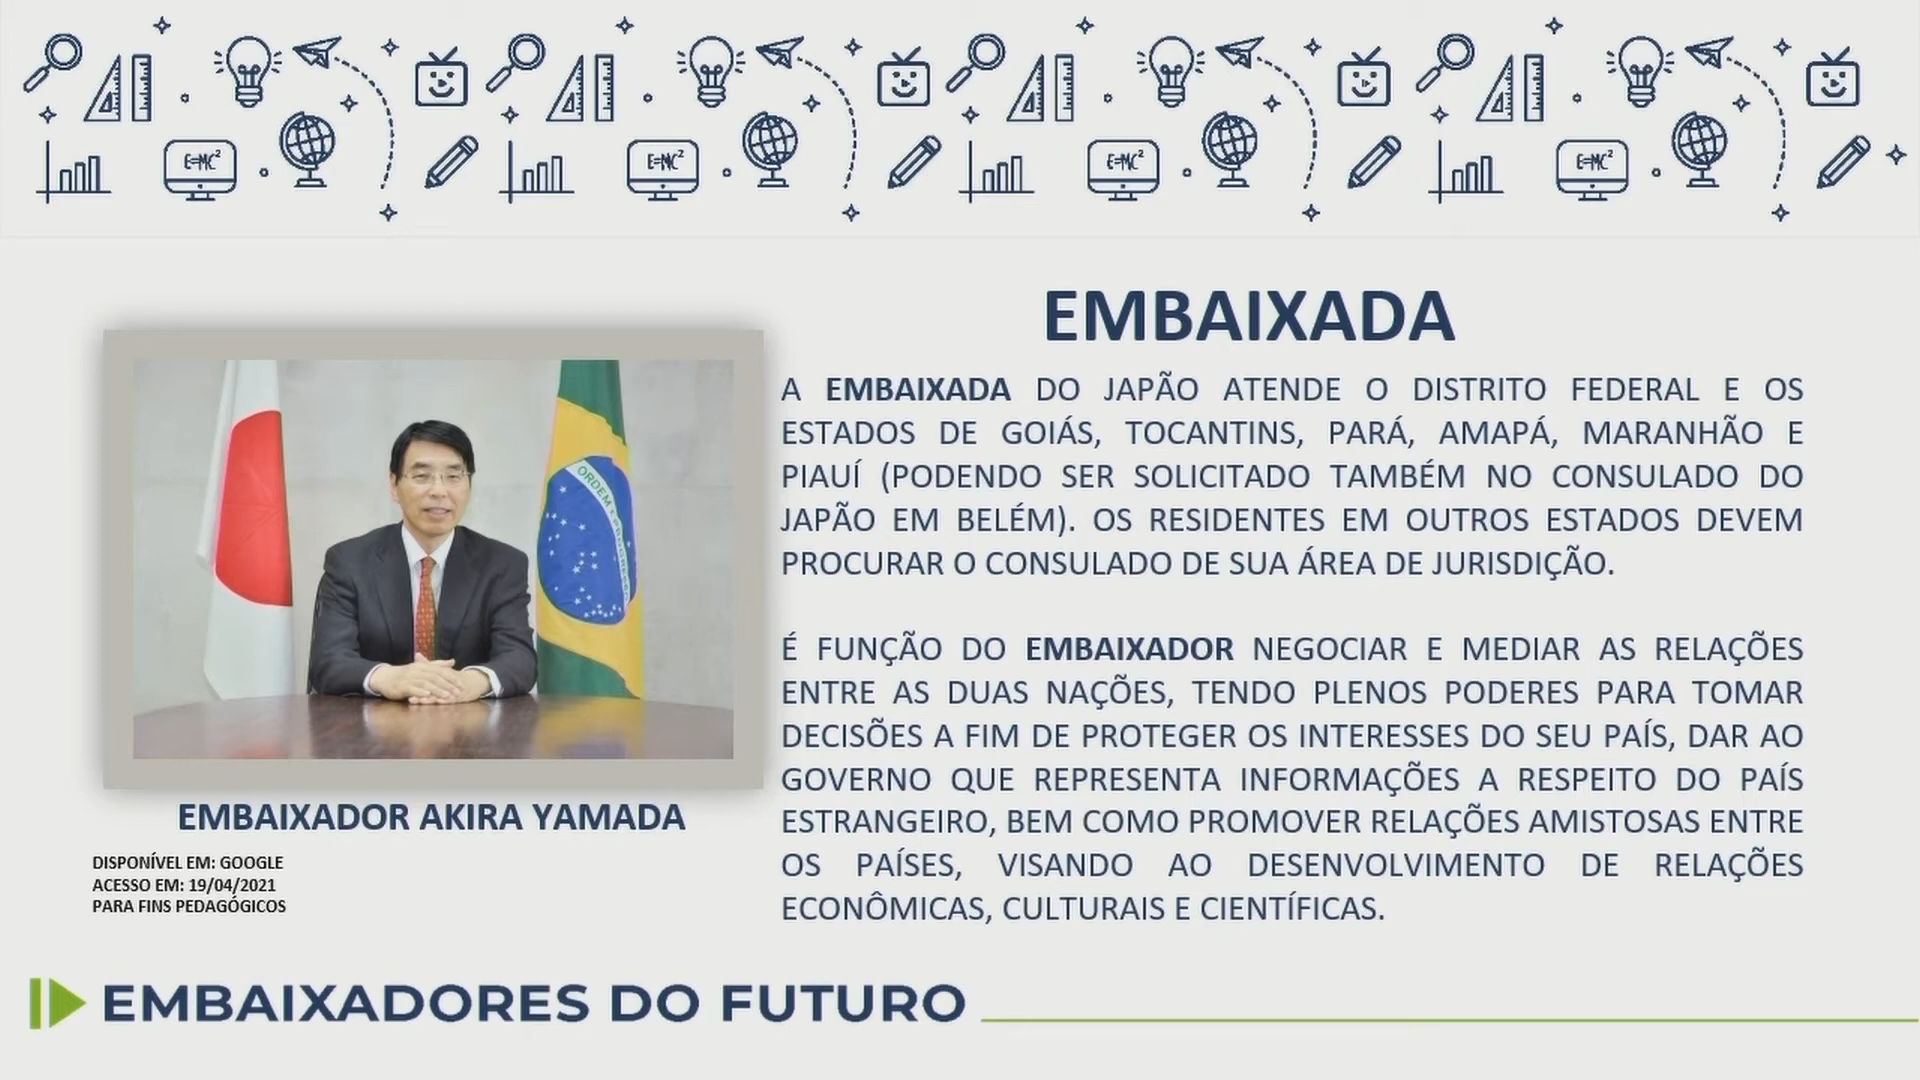 E=MC²
E=MC²
E=MC²
E=MC²
EMBAIXADA
A EMBAIXADA DO JAPÃO ATENDE O DISTRITO FEDERAL E OS
ESTADOS DE GOIÁS, TOCANTINS, PARÁ, AMAPÁ, MARANHÃO E
PIAUÍ (PODENDO SER SOLICITADO TAMBÉM NO CONSULADO DO
JAPÃO EM BELÉM). OS RESIDENTES EM OUTROS ESTADOS DEVEM
PROCURAR O CONSULADO DE SUA ÁREA DE JURISDIÇÃO.
É FUNÇÃO DO EMBAIXADOR NEGOCIAR E MEDIAR AS RELAÇÕES
ENTRE AS DUAS NAÇÕES, TENDO PLENOS PODERES PARA TOMAR
DECISÕES A FIM DE PROTEGER OS INTERESSES DO SEU PAÍS, DAR AO
GOVERNO QUE REPRESENTA INFORMAÇÕES A RESPEITO DO PAÍS
ESTRANGEIRO, BEM COMO PROMOVER RELAÇÕES AMISTOSAS ENTRE
OS PAÍSES, VISANDO AO DESENVOLVIMENTO DE RELAÇÕES
ECONÔMICAS, CULTURAIS E CIENTÍFICAS.
ORDEM E PROGRESSO
EMBAIXADOR AKIRA YAMADA
DISPONÍVEL EM: GOOGLE
ACESSO EM: 19/04/2021
PARA FINS PEDAGÓGICOS
EMBAIXADORES DO FUTURO